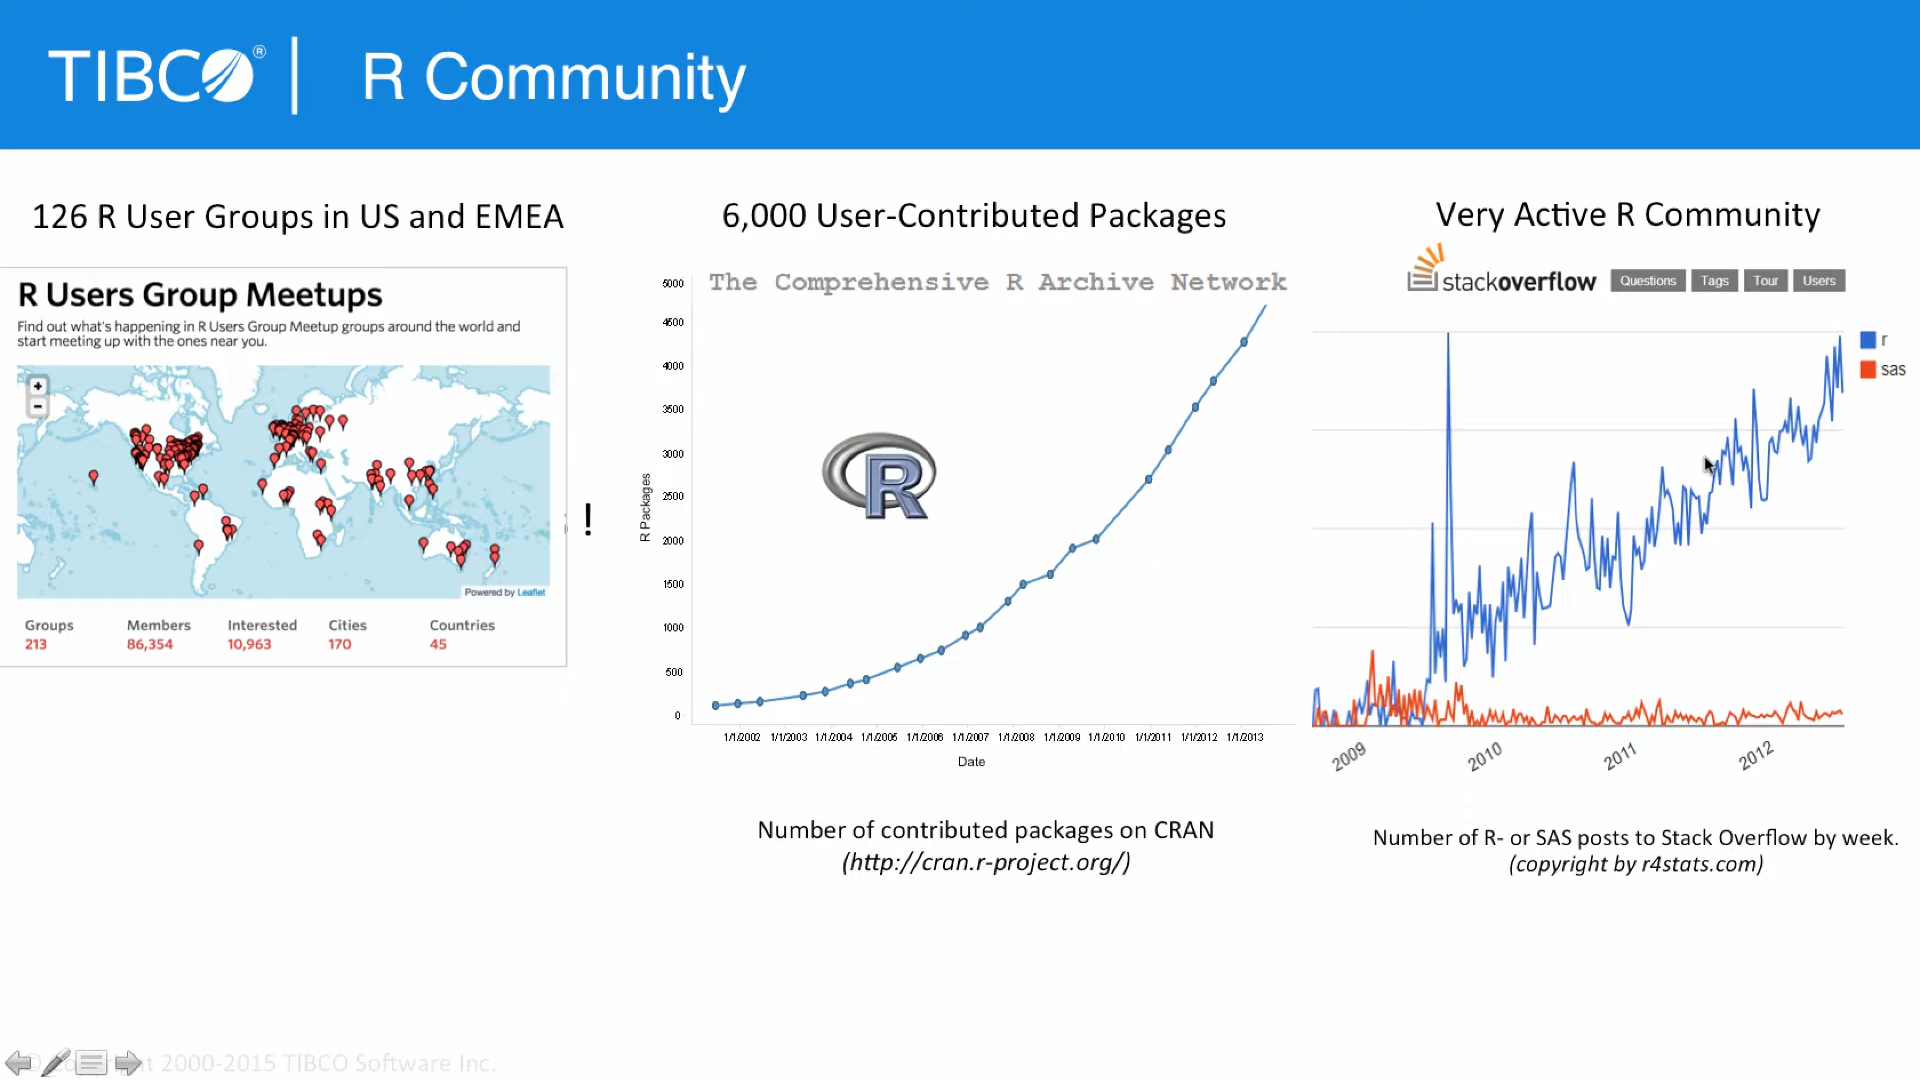 TIBCO®
R Community
126 R User Groups in US and EMEA
R Users Group Meetups
Find out what's happening in R Users Group Meetup groups around the world and
start meeting up with the ones near you.
+
-
Powered by Leaflet
Groups Members Interested Cities Countries
213 86,354 10,963 170 45
!
6,000 User-Contributed Packages
The Comprehensive R Archive Network
5000
4500
4000
3500
3000
2500
2000
1500
1000
500
0
R Packages
R
1/1/2002 1/1/2003 1/1/2004 1/1/2005 1/1/2006 1/1/2007 1/1/2008 1/1/2009 1/1/2010 1/1/2011 1/1/2012 1/1/2013
Date
Number of contributed packages on CRAN
(http://cran.r-project.org/)
Very Active R Community
stackoverflow Questions Tags Tour Users
r
sas
2009 2010 2011 2012
Number of R- or SAS posts to Stack Overflow by week.
(copyright by r4stats.com)
2000-2015 TIBCO Software Inc.